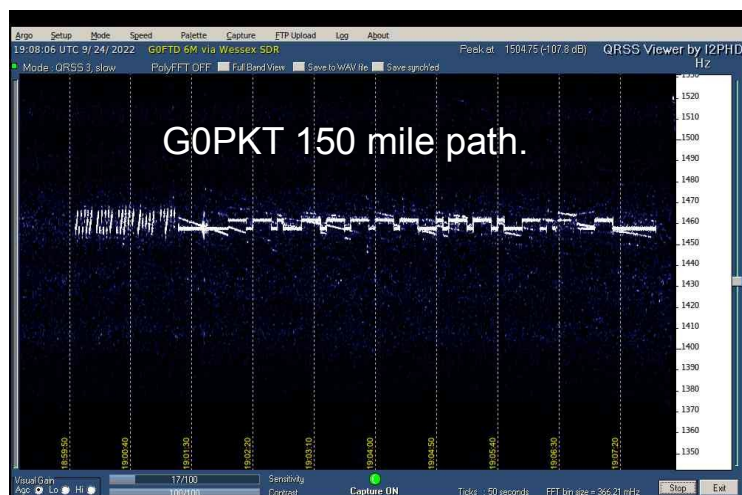 Argo Setup Mode Speed Palette Capture FTP Upload Log About
19:08:06 UTC 9/ 24/ 2022 G0FTD 6M via Wessex SDR Peak at 1504.75 (-107.8 dB) QRSS Viewer by I2PHD
Mode : QRSS 3, slow PolyFFT OFF Full Band View Save to WAV file Save synch'ed Hz
1520
1510
G0PKT 150 mile path.
1500
1490
1480
1470
1460
1450
1440
1430
1420
1410
1400
1390
1380
1370
1360
1350
18:59:50 19:00:40 19:01:30 19:02:20 19:03:10 19:04:00 19:04:50 19:05:40 19:06:30 19:07:20
Visual Gain 17/100 Sensitivity
Agc Lo Hi 100/100 Contrast Capture ON Ticks : 50 seconds FFT bin size = 366.21 mHz Stop Exit